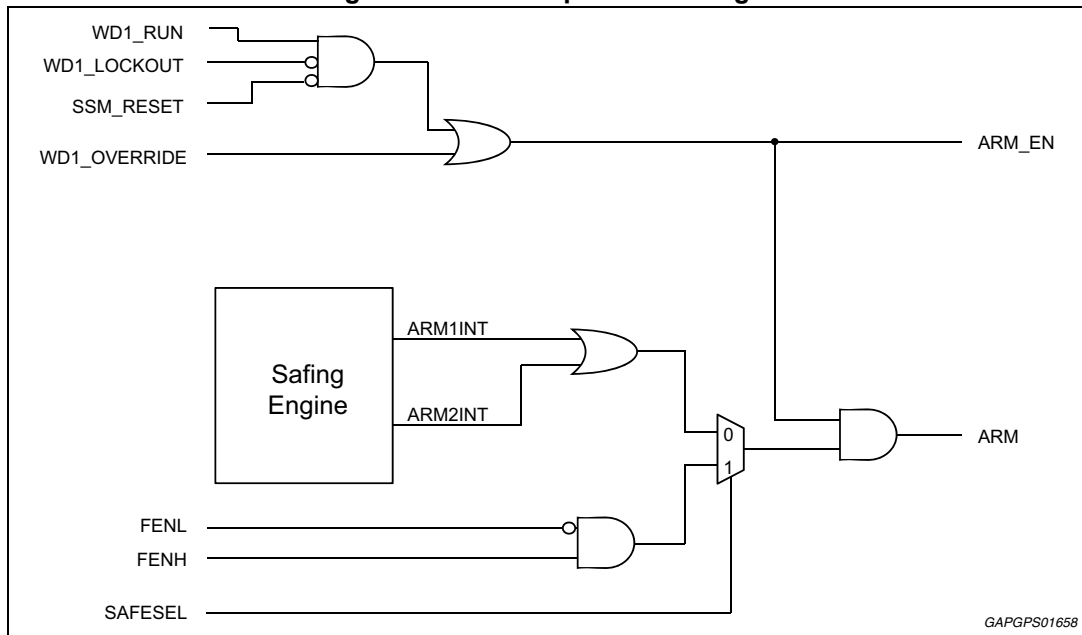 WD1_RUN
WD1_LOCKOUT
SSM_RESET
WD1_OVERRIDE
ARM_EN
ARM1INT
Safing
Engine
ARM2INT
0
1
ARM
FENL
FENH
SAFESEL
GAPGPS01658